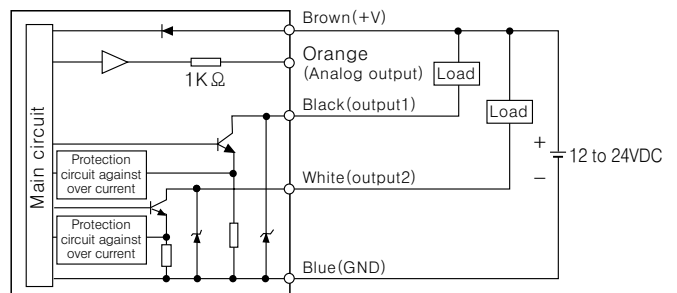 Brown(+V)
Orange
(Analog output)
1KΩ
Load
Load
Black(output1)
Main circuit
Protection
circuit against
over current
+
12 to 24VDC
−
White(output2)
Protection
circuit against
over current
Blue(GND)